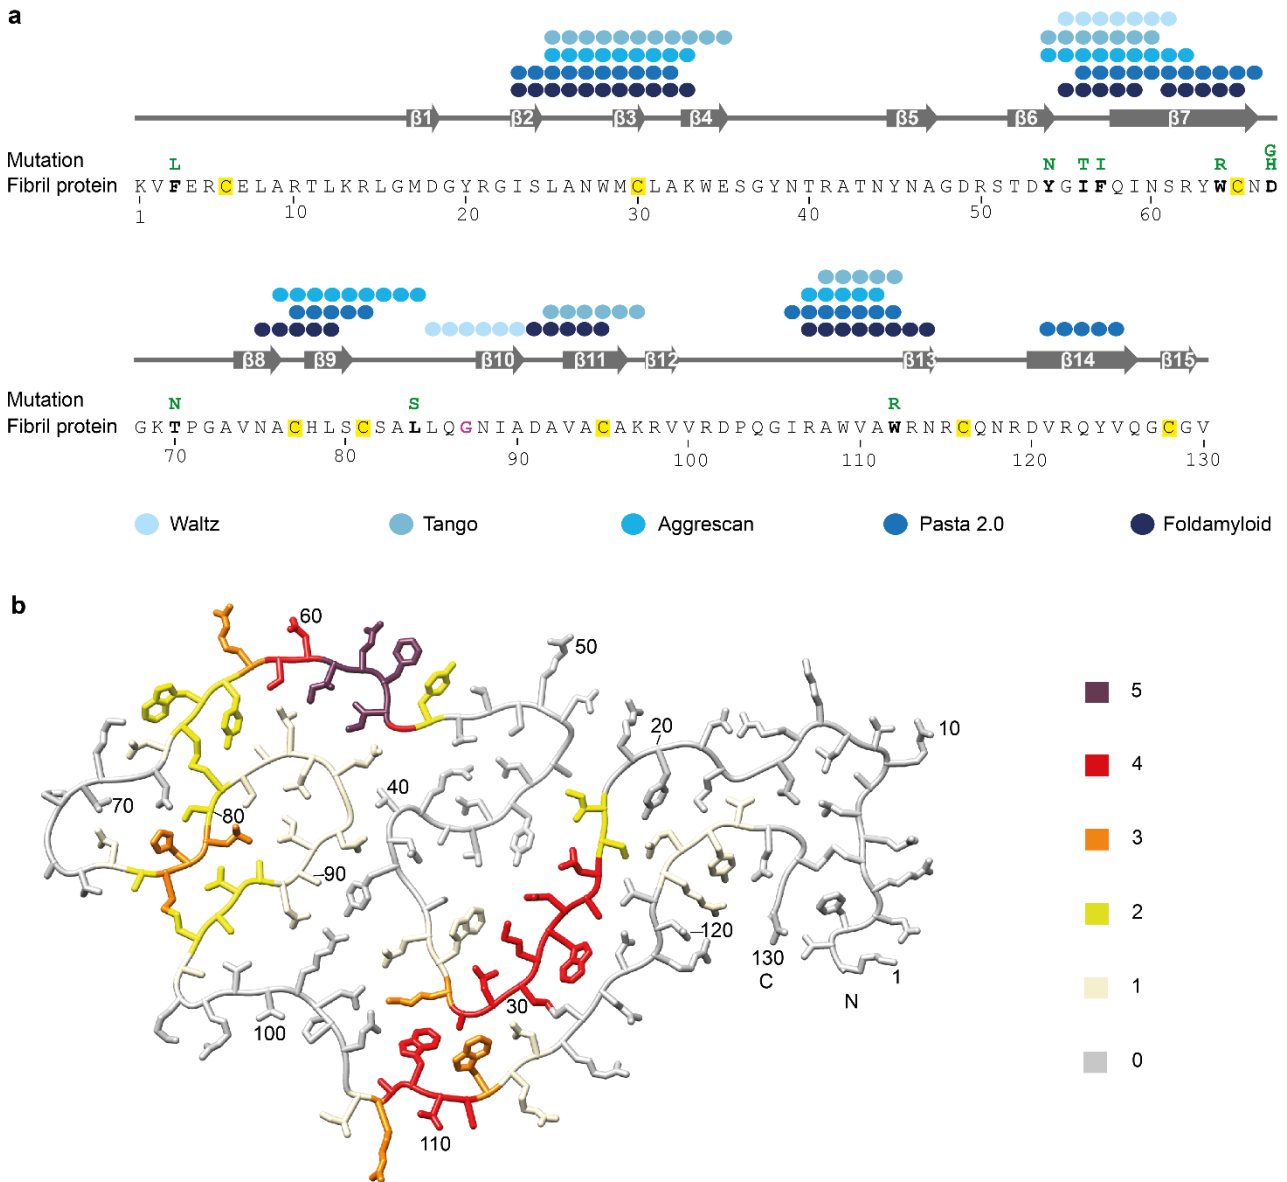 a
β1 β2 β3 β4 β5 β6 β7
G
Mutation L N T I R H
Fibril protein K V F E R C E L A R T L K R L G M D G Y R G I S L A N W M C L A K W E S G Y N T R A T N Y N A G D R S T D Y G I F Q I N S R Y W C N D
1 10 20 30 40 50 60
β8 β9 β10 β11 β12 β13 β14 β15
Mutation N S R
Fibril protein G K T P G A V N A C H L S C S A L L Q G N I A D A V A C A K R V V R D P Q G I R A W V A W R N R C Q N R D V R Q Y V Q G C G V
70 80 90 100 110 120 130
Waltz Tango Aggrescan Pasta 2.0 Foldamyloid
b
60
50
5
20
10
4
40
70
80
3
90
2
120
130
C
N
1
30
1
100
0
110